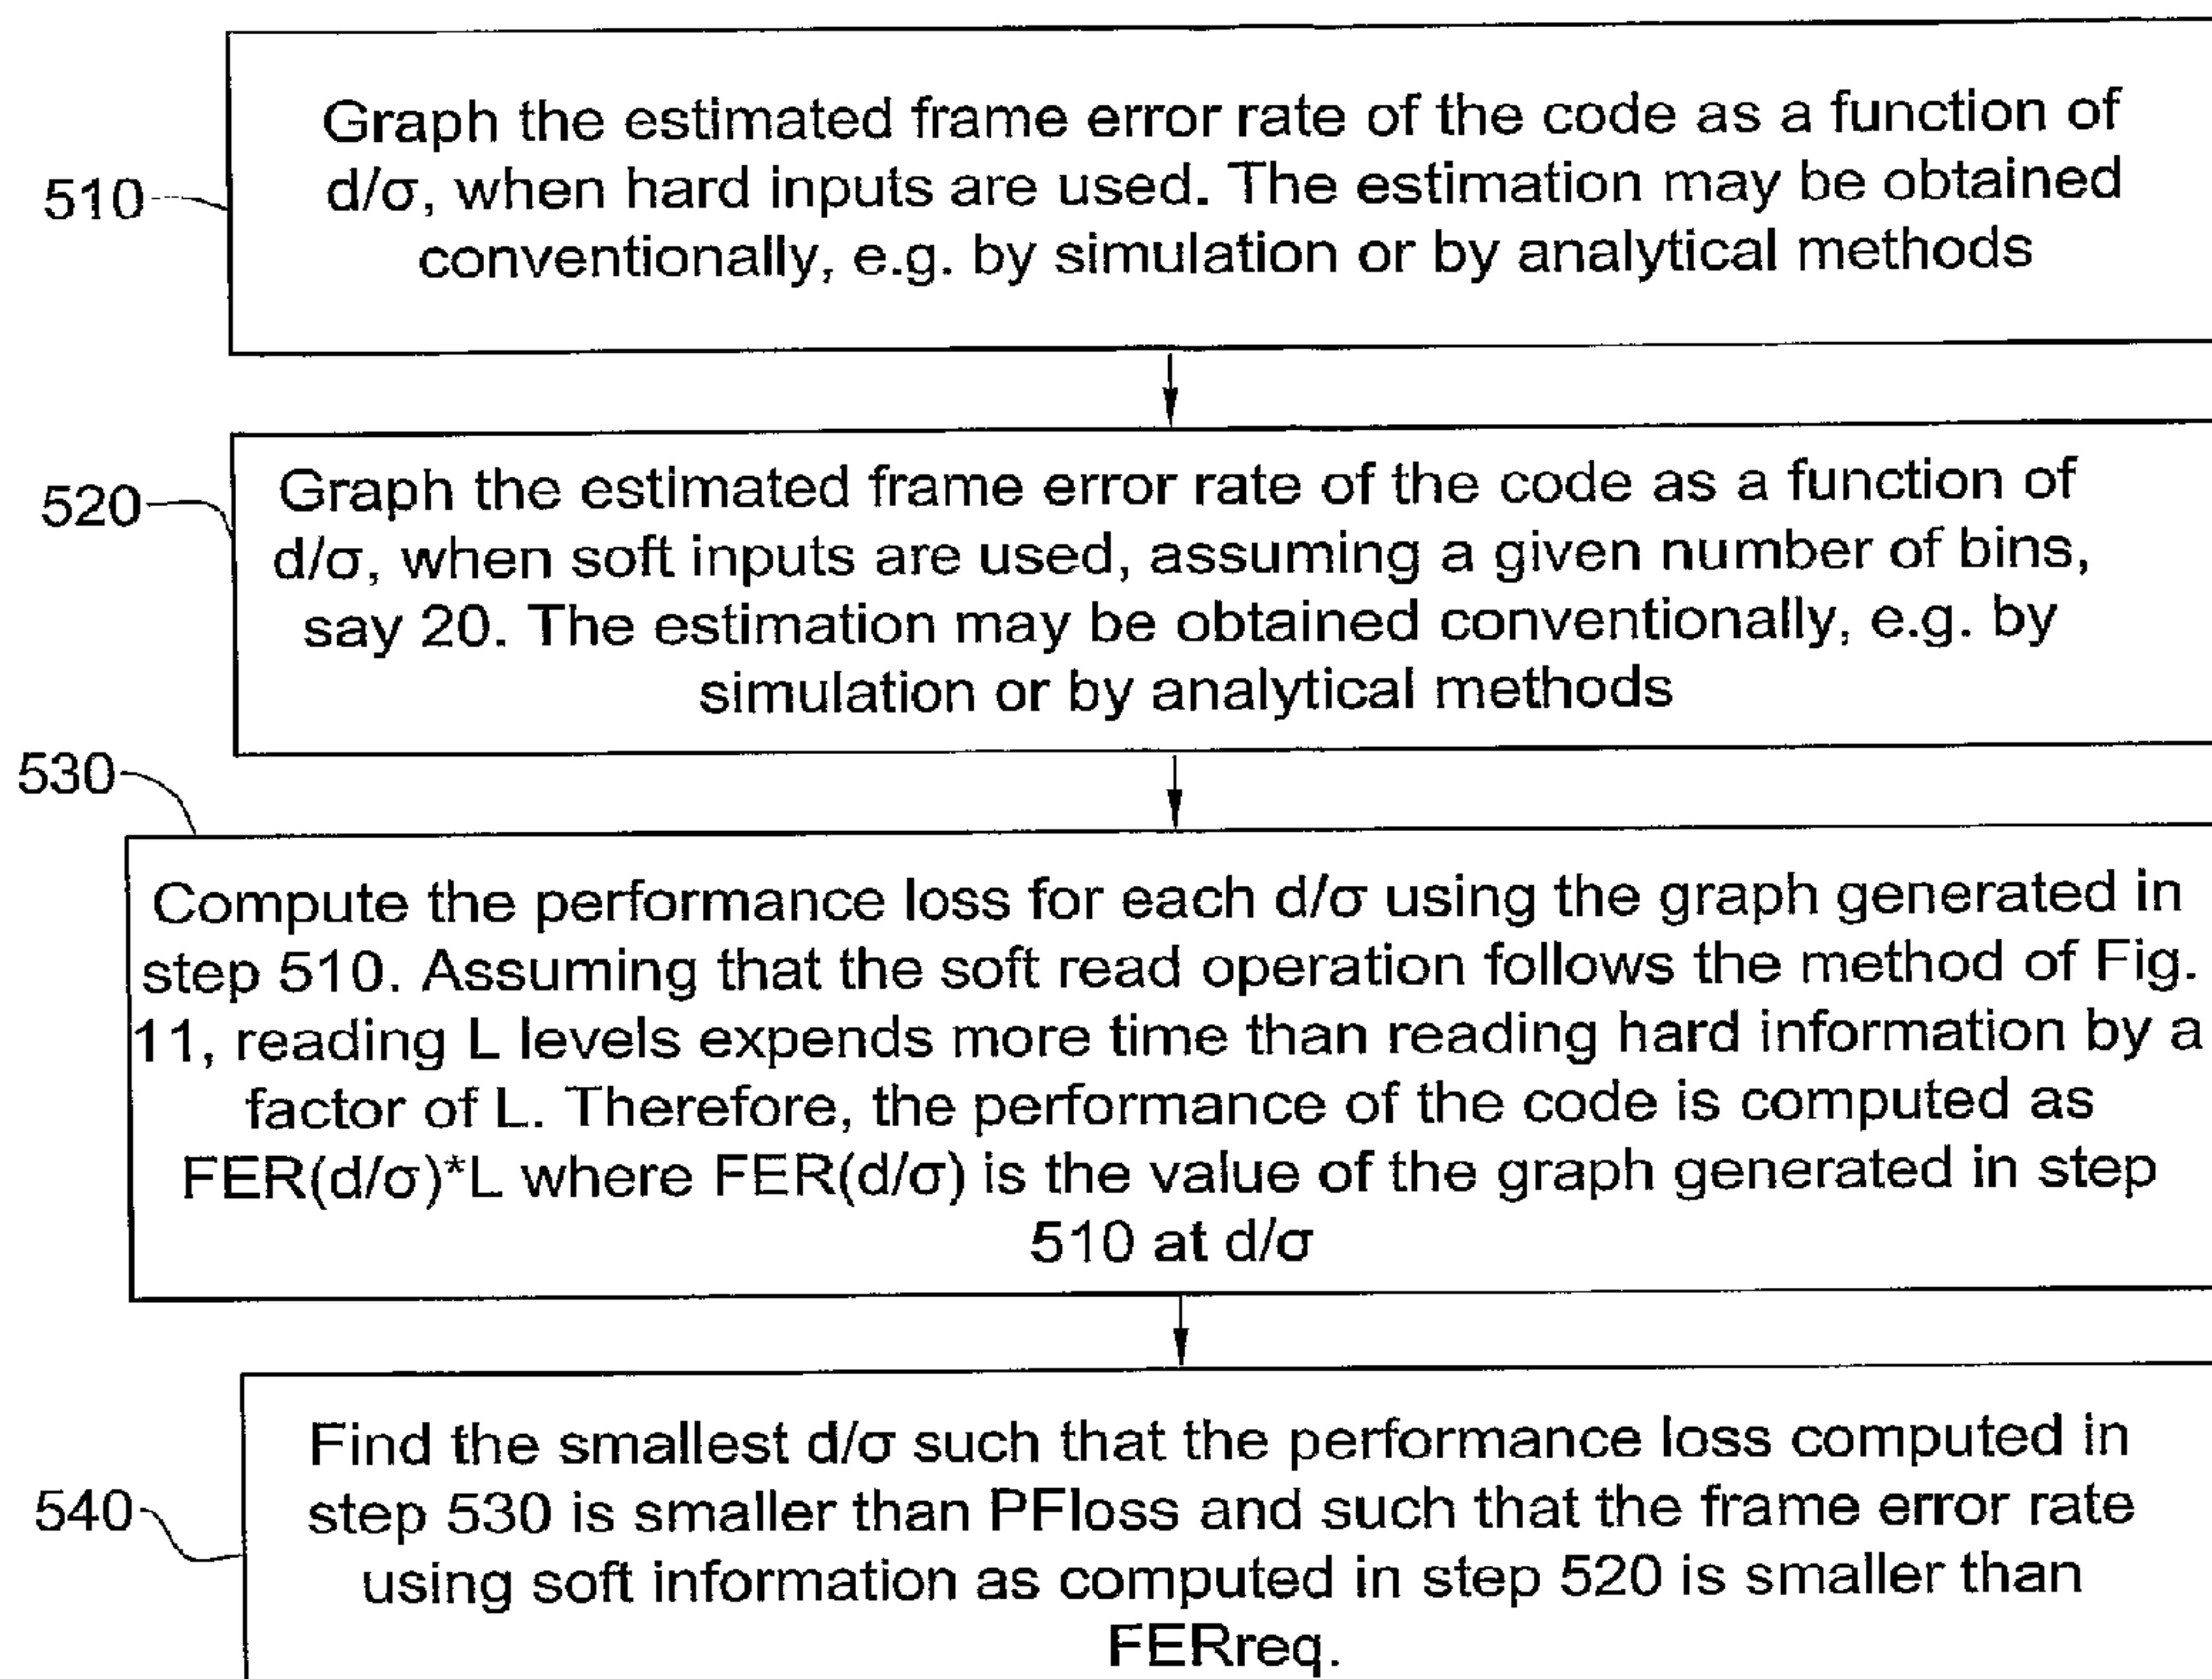 Graph the estimated frame error rate of the code as a function of
510
d/σ, when hard inputs are used. The estimation may be obtained
conventionally, e.g. by simulation or by analytical methods
520
Graph the estimated frame error rate of the code as a function of
d/σ, when soft inputs are used, assuming a given number of bins,
say 20. The estimation may be obtained conventionally, e.g. by
simulation or by analytical methods
530
Compute the performance loss for each d/σ using the graph generated in
step 510. Assuming that the soft read operation follows the method of Fig.
11, reading L levels expends more time than reading hard information by a
factor of L. Therefore, the performance of the code is computed as
FER(d/σ)*L where FER(d/σ) is the value of the graph generated in step
510 at d/σ
540
Find the smallest d/σ such that the performance loss computed in
step 530 is smaller than PFloss and such that the frame error rate
using soft information as computed in step 520 is smaller than
FERreq.